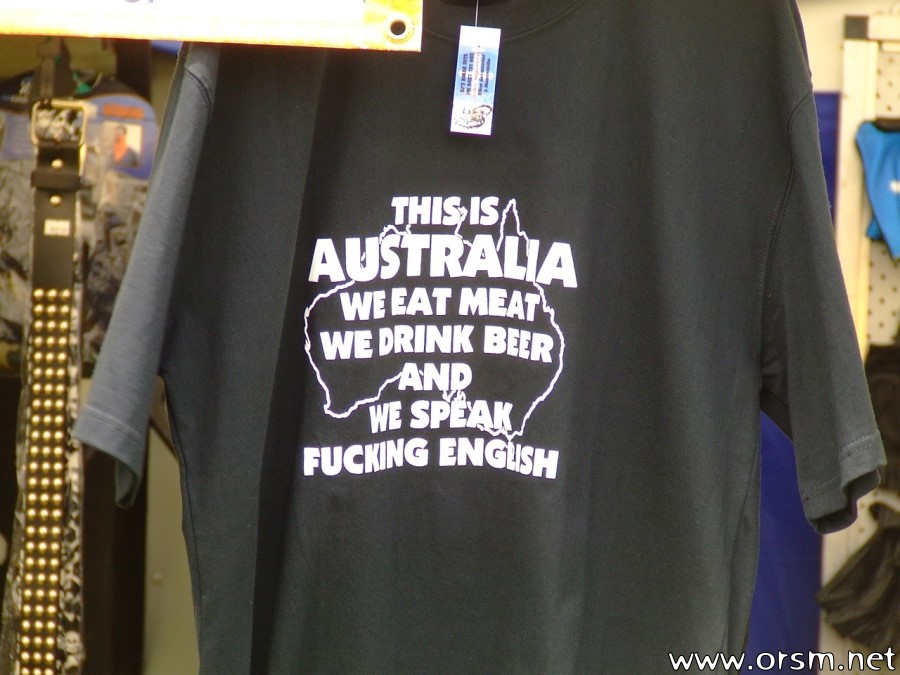 THIS IS
AUSTRALIA
WE EAT MEAT
WE DRINK BEER
AND
WE SPEAK
FUCKING ENGLISH
www.orsm.net